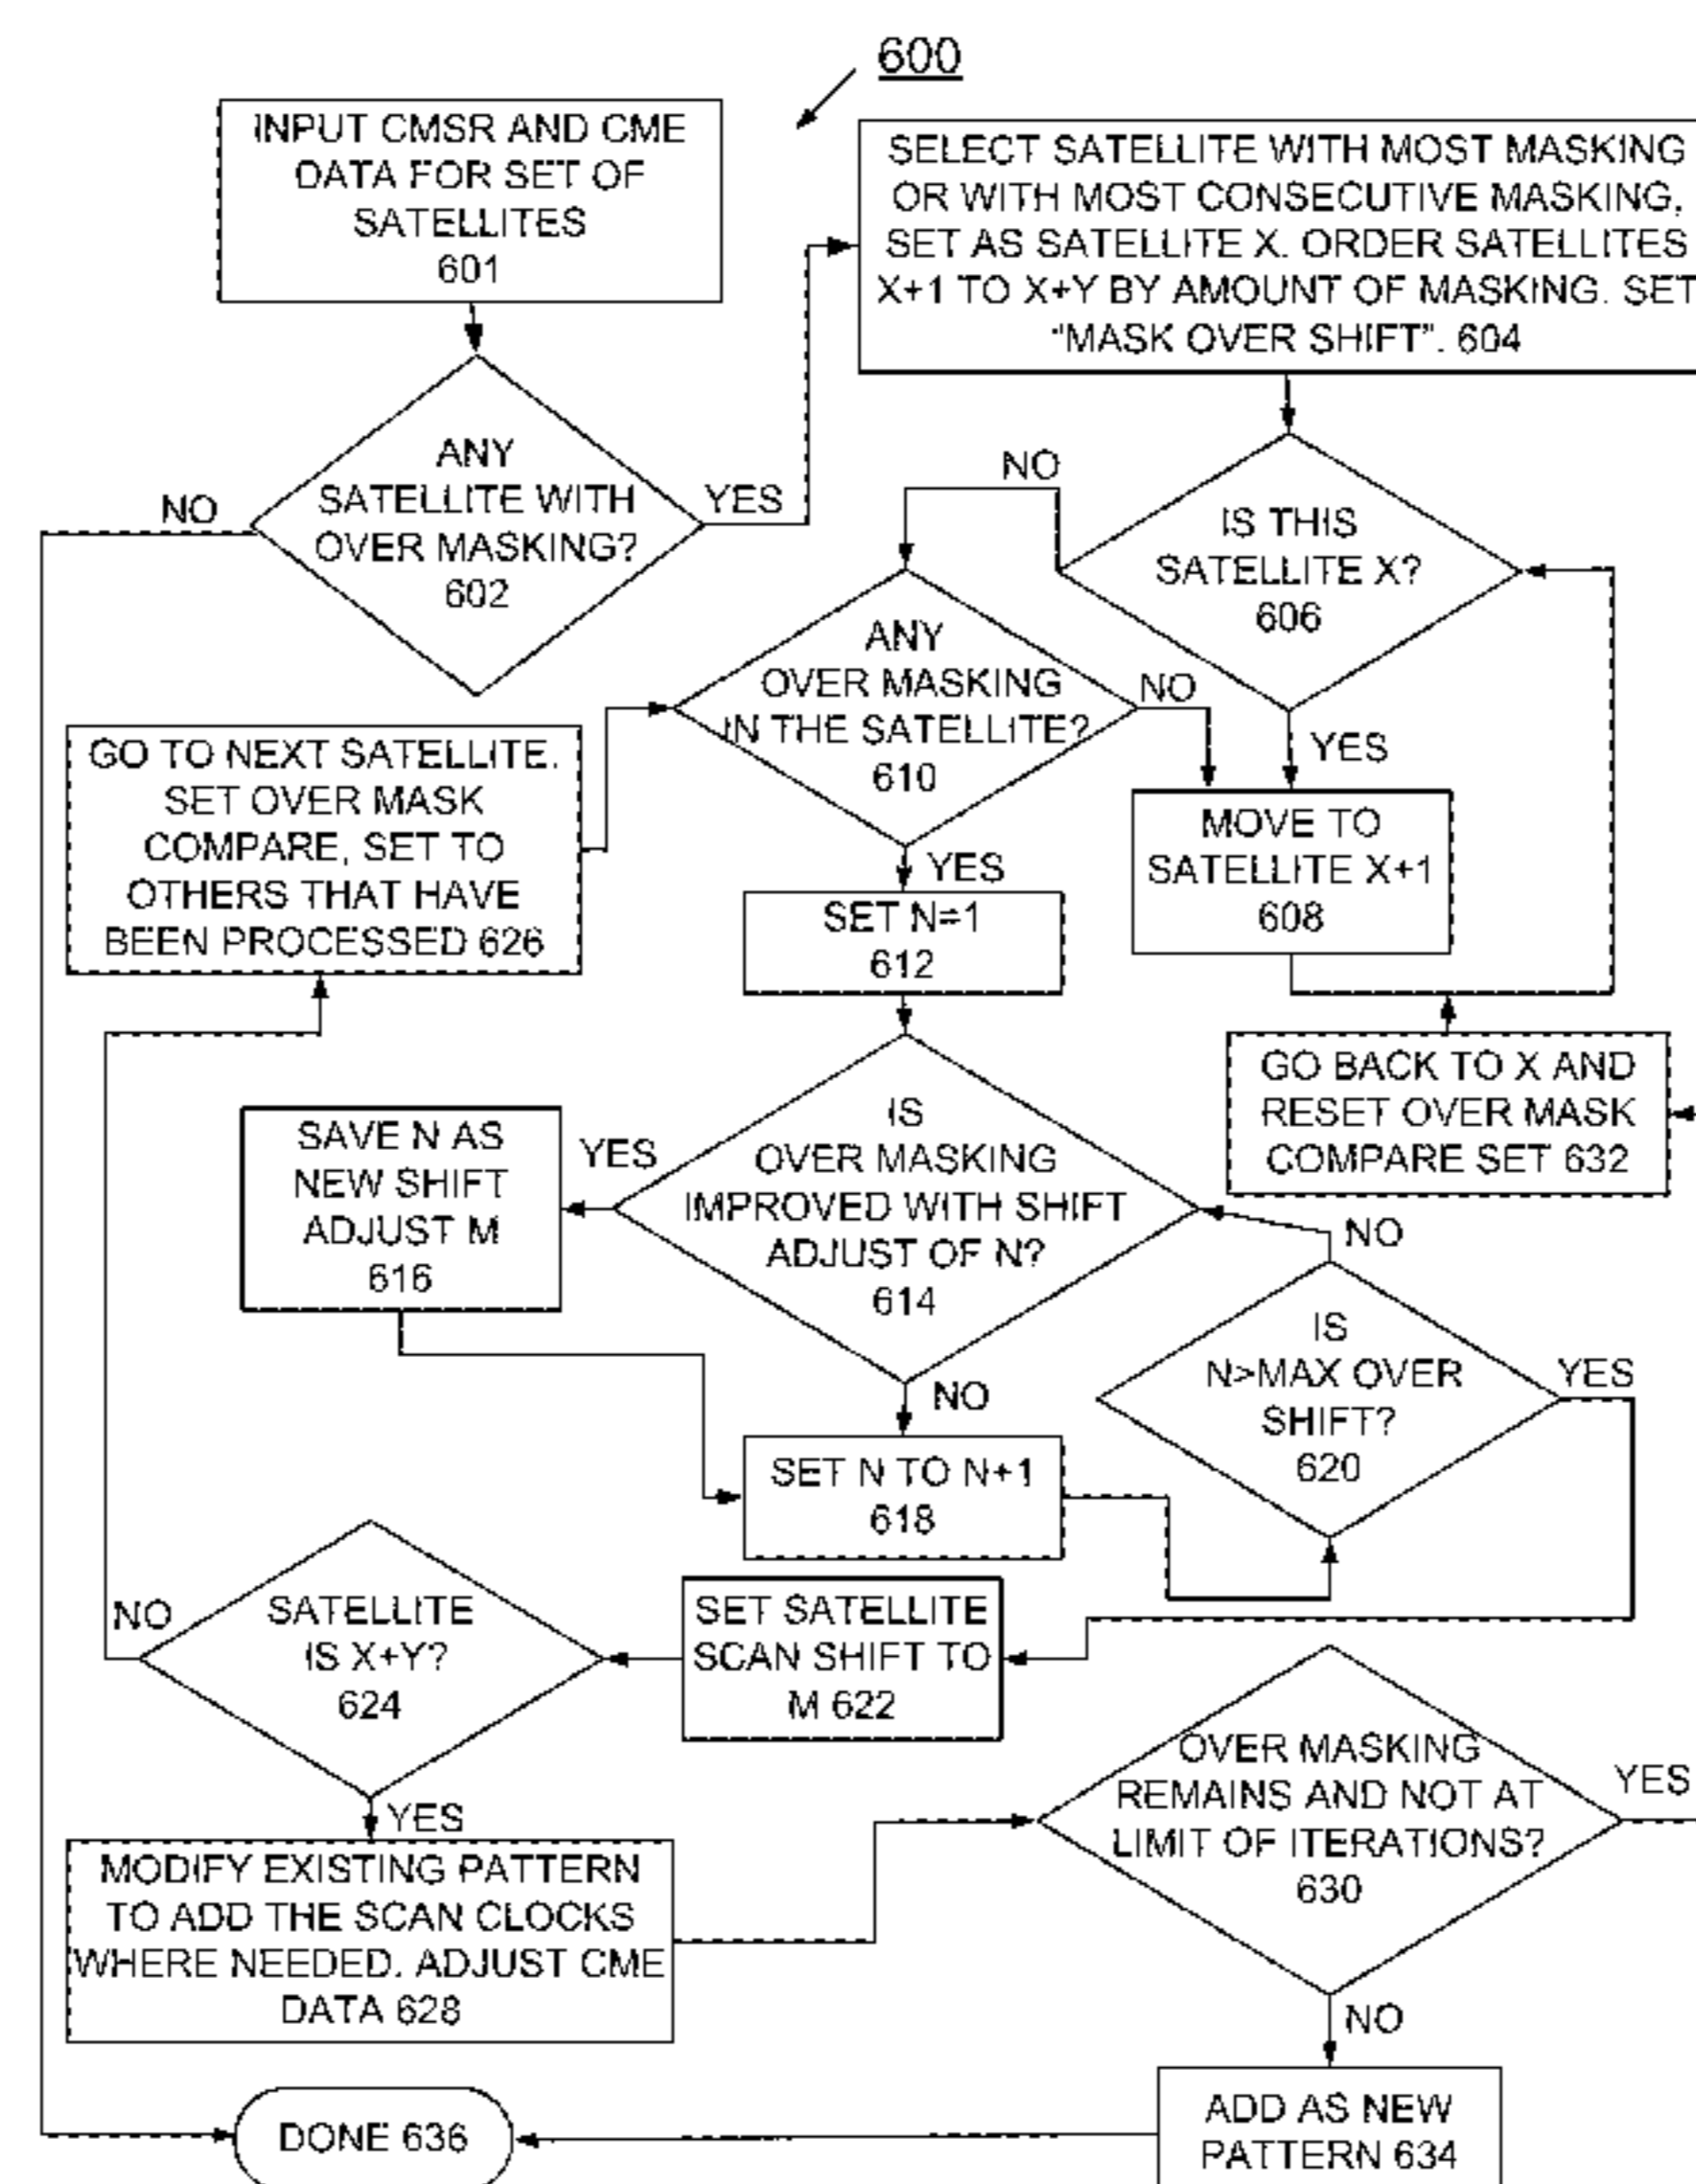 600
INPUT CMSR AND CME
DATA FOR SET OF
SATELLITES
601
SELECT SATELLITE WITH MOST MASKING
OR WITH MOST CONSECUTIVE MASKING,
SET AS SATELLITE X. ORDER SATELLITES
X+1 TO X+Y BY AMOUNT OF MASKING. SET
"MASK OVER SHIFT". 604
ANY
SATELLITE WITH
OVER MASKING?
602
NO
YES
IS THIS
SATELLITE X?
606
NO
YES
ANY
OVER MASKING
IN THE SATELLITE?
610
NO
YES
GO TO NEXT SATELLITE.
SET OVER MASK
COMPARE, SET TO
OTHERS THAT HAVE
BEEN PROCESSED 626
MOVE TO
SATELLITE X+1
608
SET N=1
612
GO BACK TO X AND
RESET OVER MASK
COMPARE SET 632
IS
OVER MASKING
IMPROVED WITH SHIFT
ADJUST OF N?
614
YES
NO
SAVE N AS
NEW SHIFT
ADJUST M
616
IS
N>MAX OVER
SHIFT?
620
NO
YES
SET N TO N+1
618
SET SATELLITE
SCAN SHIFT TO
M 622
SATELLITE
IS X+Y?
624
NO
YES
MODIFY EXISTING PATTERN
TO ADD THE SCAN CLOCKS
WHERE NEEDED. ADJUST CME
DATA 628
OVER MASKING
REMAINS AND NOT AT
LIMIT OF ITERATIONS?
630
YES
NO
ADD AS NEW
PATTERN 634
DONE 636